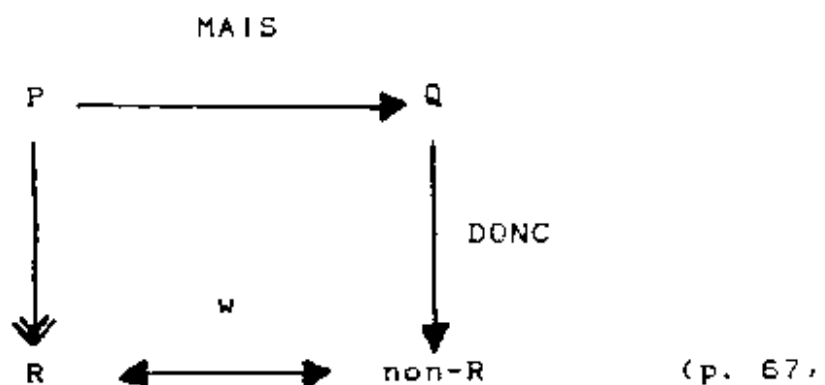 MAIS
P Q
DONC
w
R non-R (p. 67,